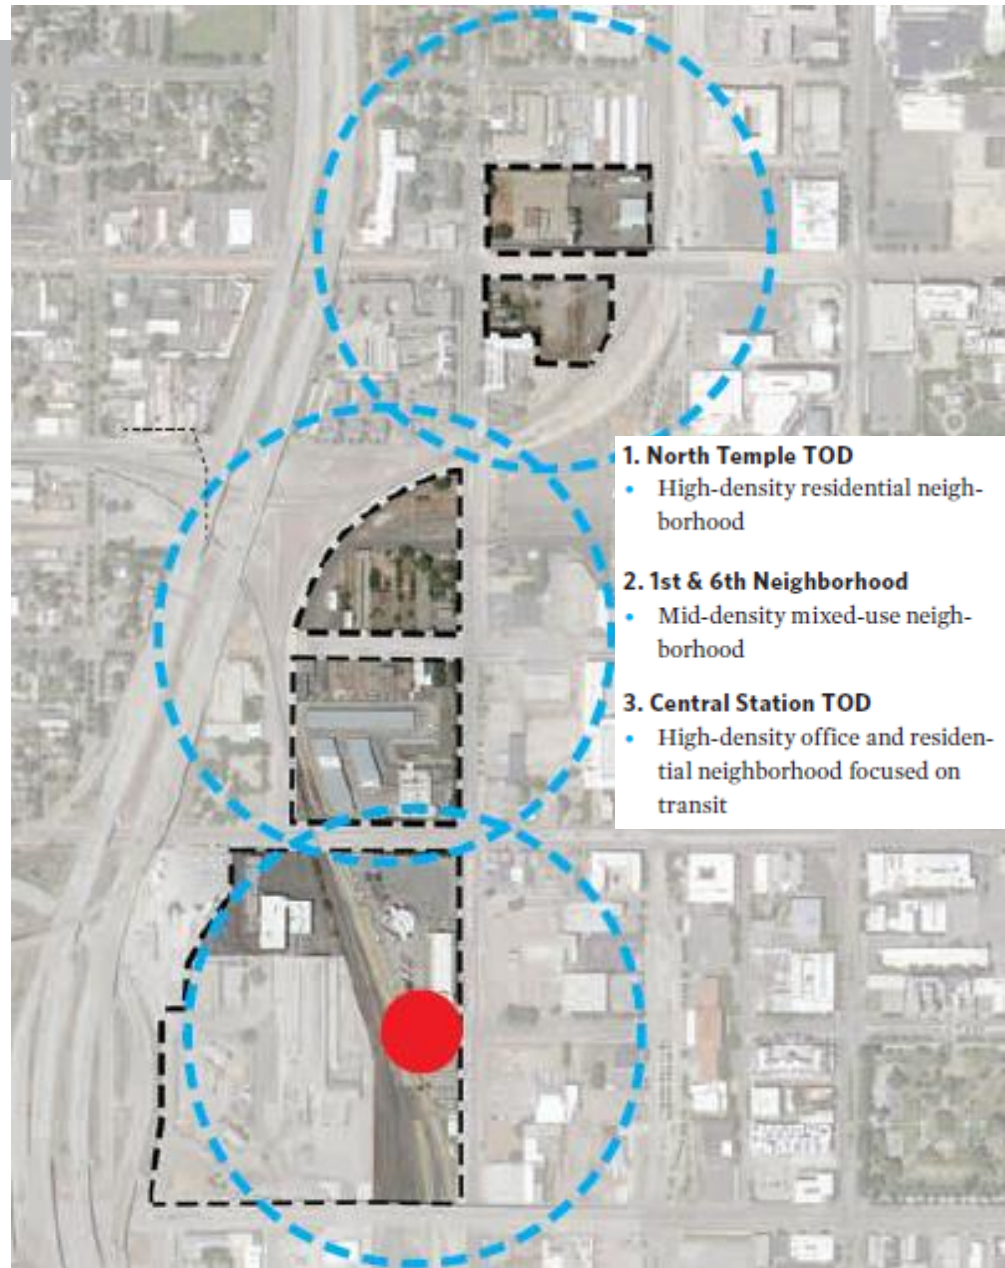 1. North Temple TOD
• High-density residential neigh-
borhood
2. 1st & 6th Neighborhood
• Mid-density mixed-use neigh-
borhood
3. Central Station TOD
• High-density office and residen-
tial neighborhood focused on
transit